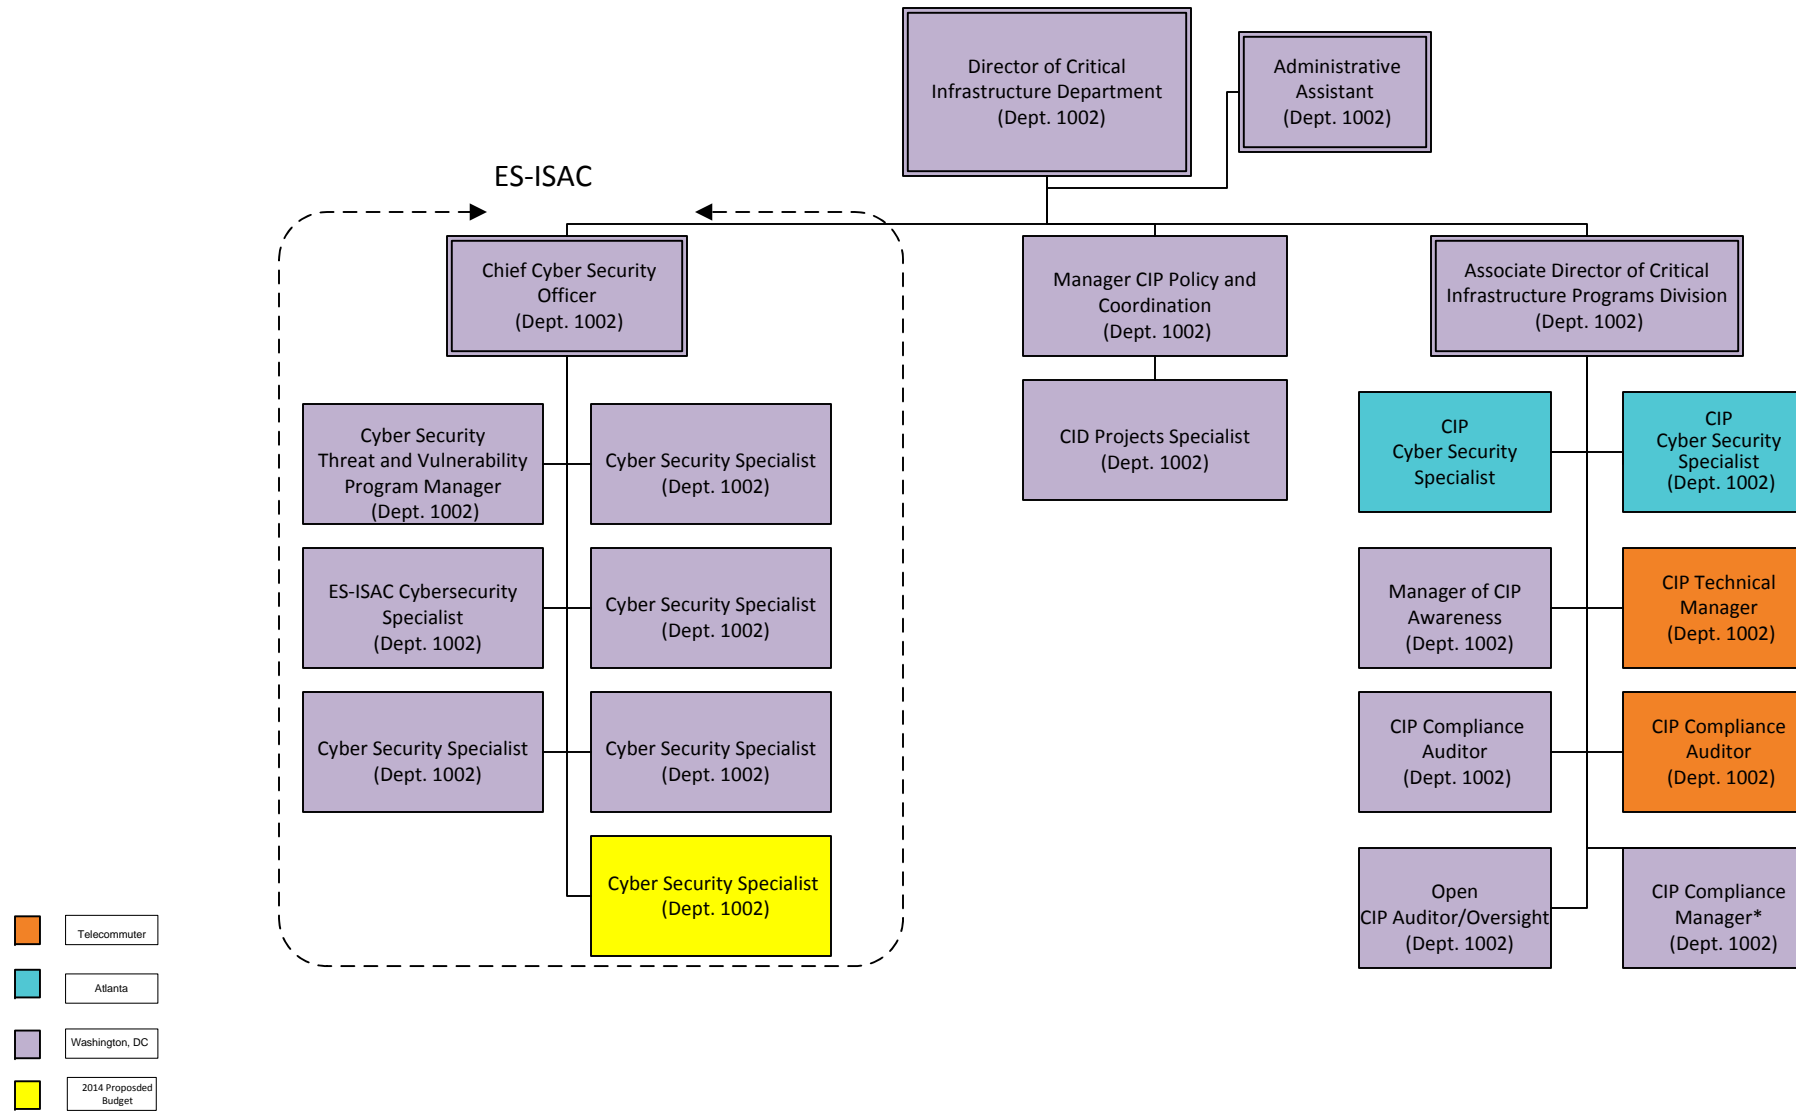 Director of Critical
Infrastructure Department
(Dept. 1002)
Administrative
Assistant
(Dept. 1002)
ES-ISAC
Chief Cyber Security
Officer
(Dept. 1002)
Manager CIP Policy and
Coordination
(Dept. 1002)
Associate Director of Critical
Infrastructure Programs Division
(Dept. 1002)
Cyber Security
Threat and Vulnerability
Program Manager
(Dept. 1002)
Cyber Security Specialist
(Dept. 1002)
CID Projects Specialist
(Dept. 1002)
CIP
Cyber Security
Specialist
CIP
Cyber Security
Specialist
(Dept. 1002)
ES-ISAC Cybersecurity
Specialist
(Dept. 1002)
Cyber Security Specialist
(Dept. 1002)
Manager of CIP
Awareness
(Dept. 1002)
CIP Technical
Manager
(Dept. 1002)
Cyber Security Specialist
(Dept. 1002)
Cyber Security Specialist
(Dept. 1002)
CIP Compliance
Auditor
(Dept. 1002)
CIP Compliance
Auditor
(Dept. 1002)
Cyber Security Specialist
(Dept. 1002)
Open
CIP Auditor/Oversight
(Dept. 1002)
CIP Compliance
Manager*
(Dept. 1002)
Telecommuter
Atlanta
Washington, DC
2014 Proposded
Budget